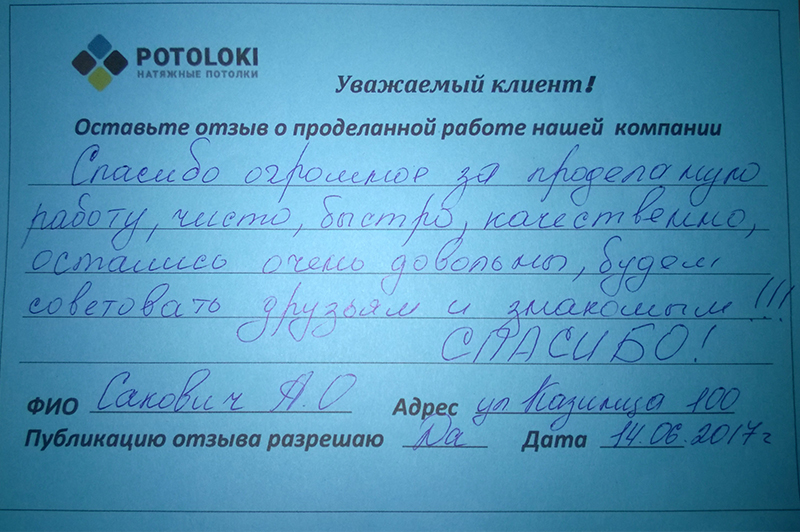 POTOLOKI
НАТЯЖНЫЕ ПОТОЛКИ
Уважаемый клиент!
Оставьте отзыв о проделанной работе нашей компании
Спасибо огромное за проделаную
работу, чисто, быстро, качественно,
остались очень довольны, будем
советовать друзьям и знакомым!!!
СПАСИБО!
ФИО Сакович А.О Адрес ул Казинца 100
Публикацию отзыва разрешаю Да Дата 14.06.2017г